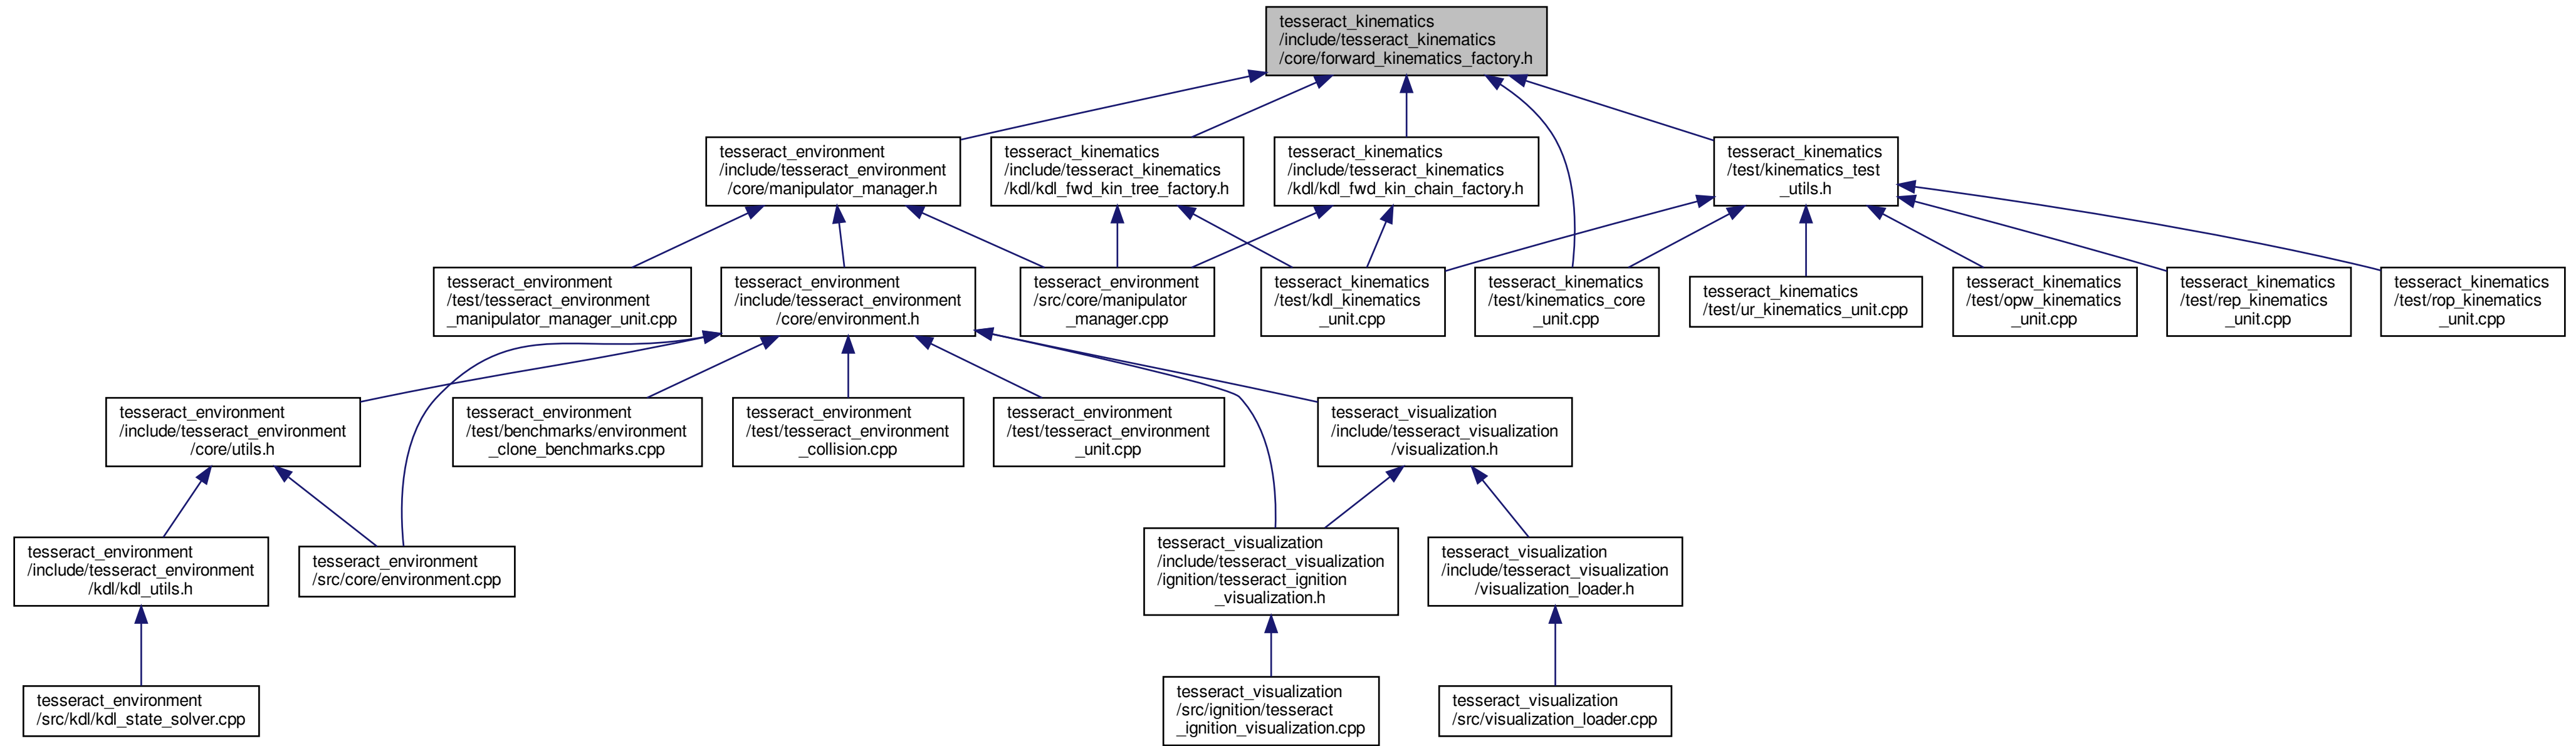 tesseract_kinematics
/include/tesseract_kinematics
/core/forward_kinematics_factory.h
tesseract_environment
/include/tesseract_environment
/core/manipulator_manager.h
tesseract_kinematics
/include/tesseract_kinematics
/kdl/kdl_fwd_kin_tree_factory.h
tesseract_kinematics
/include/tesseract_kinematics
/kdl/kdl_fwd_kin_chain_factory.h
tesseract_kinematics
/test/kinematics_test
_utils.h
tesseract_environment
/test/tesseract_environment
_manipulator_manager_unit.cpp
tesseract_environment
/include/tesseract_environment
/core/environment.h
tesseract_environment
/src/core/manipulator
_manager.cpp
tesseract_kinematics
/test/kdl_kinematics
_unit.cpp
tesseract_kinematics
/test/kinematics_core
_unit.cpp
tesseract_kinematics
/test/ur_kinematics_unit.cpp
tesseract_kinematics
/test/opw_kinematics
_unit.cpp
tesseract_kinematics
/test/rep_kinematics
_unit.cpp
tesseract_kinematics
/test/rop_kinematics
_unit.cpp
tesseract_environment
/include/tesseract_environment
/core/utils.h
tesseract_environment
/test/benchmarks/environment
_clone_benchmarks.cpp
tesseract_environment
/test/tesseract_environment
_collision.cpp
tesseract_environment
/test/tesseract_environment
_unit.cpp
tesseract_visualization
/include/tesseract_visualization
/visualization.h
tesseract_environment
/include/tesseract_environment
/kdl/kdl_utils.h
tesseract_environment
/src/core/environment.cpp
tesseract_visualization
/include/tesseract_visualization
/ignition/tesseract_ignition
_visualization.h
tesseract_visualization
/include/tesseract_visualization
/visualization_loader.h
tesseract_environment
/src/kdl/kdl_state_solver.cpp
tesseract_visualization
/src/ignition/tesseract
_ignition_visualization.cpp
tesseract_visualization
/src/visualization_loader.cpp